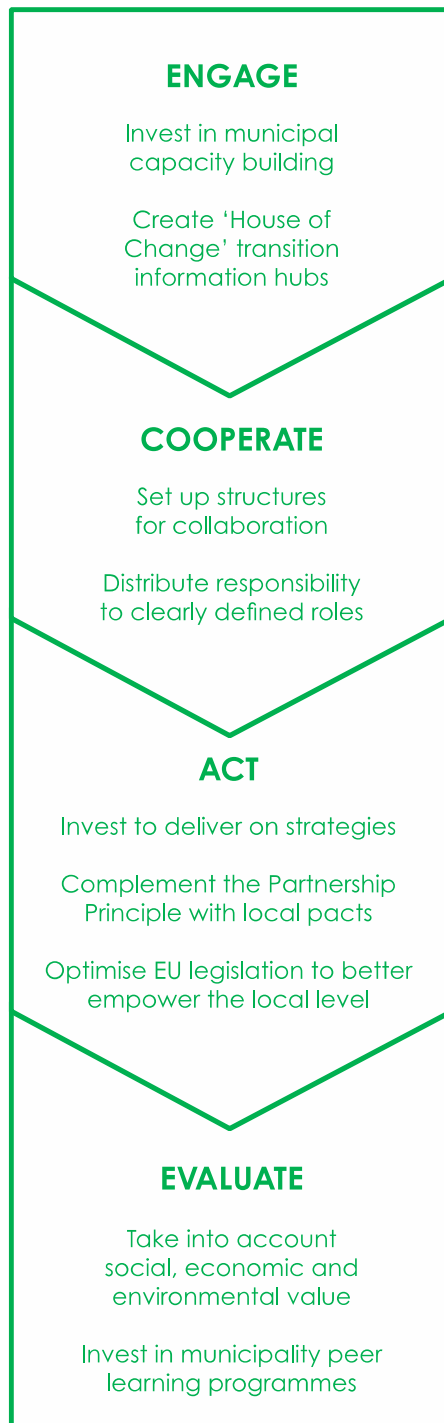 ENGAGE
Invest in municipal
capacity building
Create ‘House of
Change’ transition
information hubs
COOPERATE
Set up structures
for collaboration
Distribute responsibility
to clearly defined roles
ACT
Invest to deliver on strategies
Complement the Partnership
Principle with local pacts
Optimise EU legislation to better
empower the local level
EVALUATE
Take into account
social, economic and
environmental value
Invest in municipality peer
learning programmes